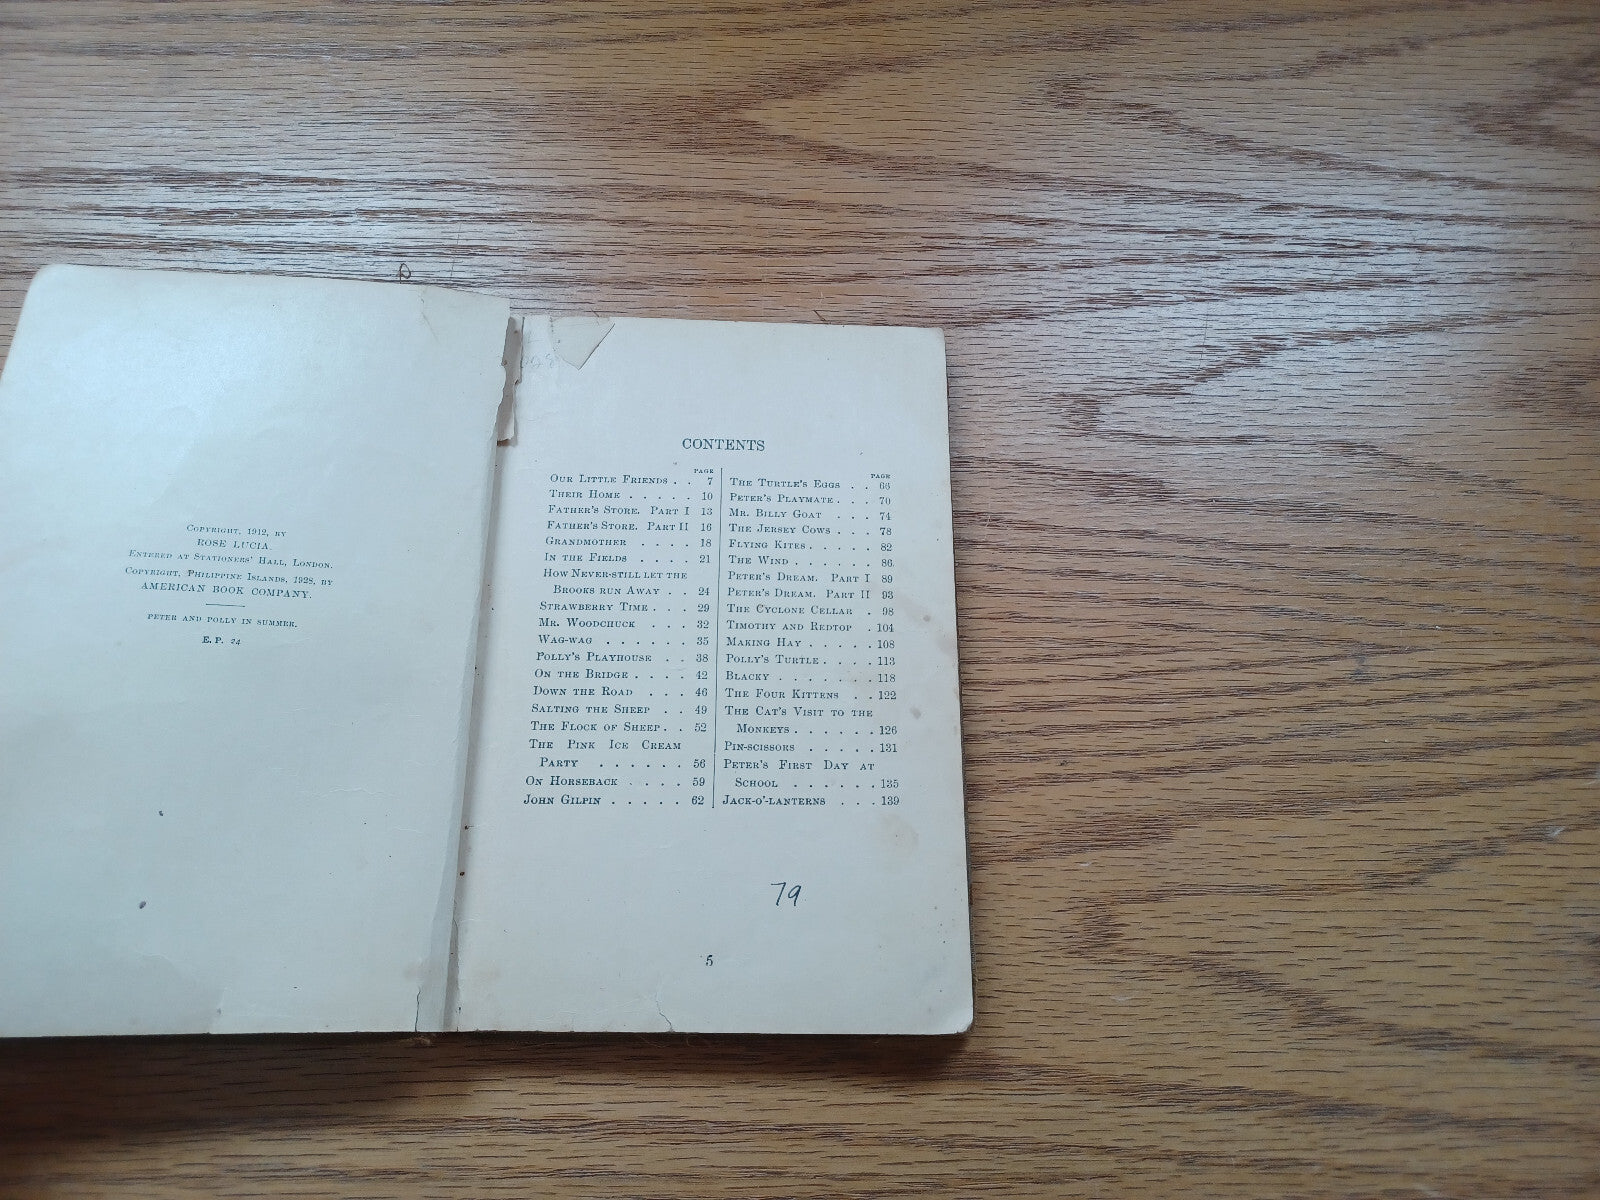 COPYRIGHT, 1912, BY
ROSE LUCIA.
ENTERED AT STATIONERS' HALL, LONDON.
COPYRIGHT, PHILIPPINE ISLANDS, 1928, BY
AMERICAN BOOK COMPANY.
PETER AND POLLY IN SUMMER.
E. P. 24
CONTENTS
PAGE
OUR LITTLE FRIENDS . . 7
THEIR HOME . . . . . 10
FATHER'S STORE. PART I 13
FATHER'S STORE. PART II 16
GRANDMOTHER . . . . 18
IN THE FIELDS . . . . 21
HOW NEVER-STILL LET THE
BROOKS RUN AWAY . . 24
STRAWBERRY TIME . . . 29
MR. WOODCHUCK . . . 32
WAG-WAG . . . . . . 35
POLLY'S PLAYHOUSE . . 38
ON THE BRIDGE . . . . 42
DOWN THE ROAD . . . 46
SALTING THE SHEEP . . 49
THE FLOCK OF SHEEP . . 52
THE PINK ICE CREAM
PARTY . . . . . . 56
ON HORSEBACK . . . . 59
JOHN GILPIN . . . . . 62
PAGE
THE TURTLE'S EGGS . . 66
PETER'S PLAYMATE . . . 70
MR. BILLY GOAT . . . 74
THE JERSEY COWS . . . 78
FLYING KITES . . . . . 82
THE WIND . . . . . . 86
PETER'S DREAM. PART I 89
PETER'S DREAM. PART II 93
THE CYCLONE CELLAR . 98
TIMOTHY AND REDTOP . 104
MAKING HAY . . . . . 108
POLLY'S TURTLE . . . . 113
BLACKY . . . . . . . 118
THE FOUR KITTENS . . 122
THE CAT'S VISIT TO THE
MONKEYS . . . . . . 126
PIN-SCISSORS . . . . . 131
PETER'S FIRST DAY AT
SCHOOL . . . . . . 135
JACK-O'-LANTERNS . . . 139
79
5